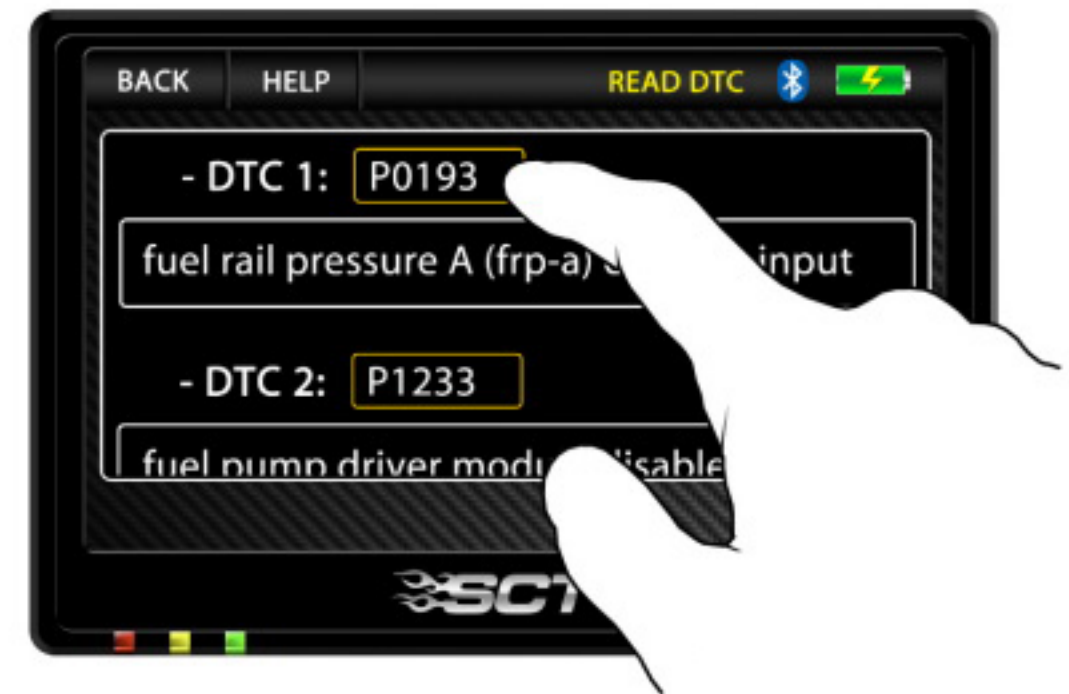 BACK HELP READ DTC
- DTC 1: P0193
fuel rail pressure A (frp-a) input
- DTC 2: P1233
fuel pump driver disable
SCT